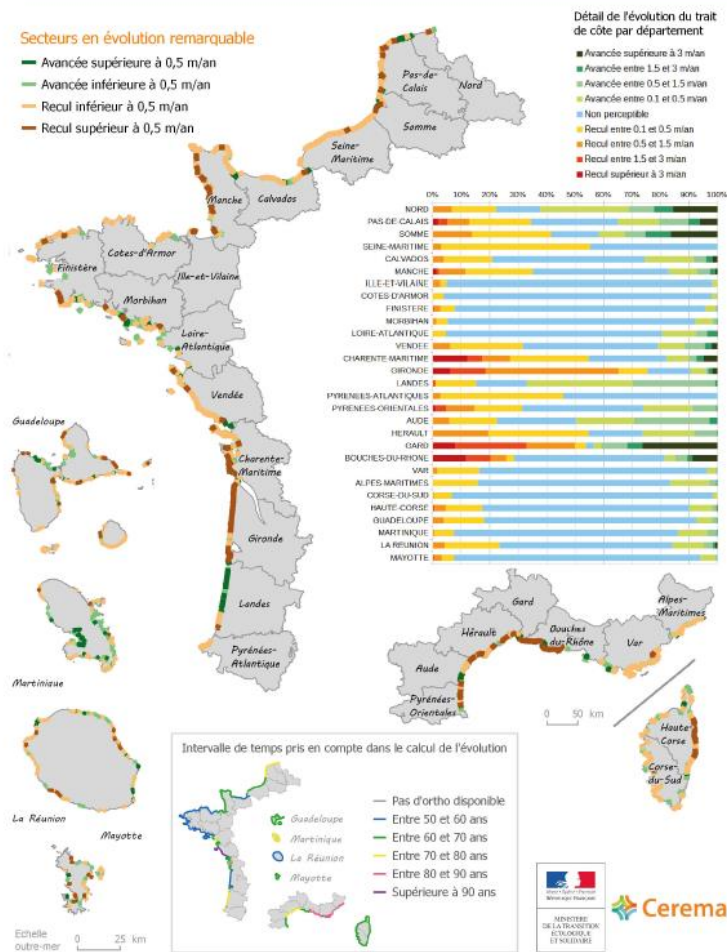 Secteurs en évolution remarquable
Avancée supérieure à 0,5 m/an
Avancée inférieure à 0,5 m/an
Recul inférieur à 0,5 m/an
Recul supérieur à 0,5 m/an
Détail de l'évolution du trait
de côte par département
Avancée supérieure à 3 m/an
Avancée entre 1.5 et 3 m/an
Avancée entre 0.5 et 1.5 m/an
Avancée entre 0.1 et 0.5 m/an
Non perceptible
Recul entre 0.1 et 0.5 m/an
Recul entre 0.5 et 1.5 m/an
Recul entre 1.5 et 3 m/an
Recul supérieur à 3 m/an
Pas-de-
Calais
Nord
Somme
Seine-
Maritime
Manche
Calvados
Finistère
Cotes-d'Armor
Ille-et-Vilaine
Morbihan
Loire-
Atlantique
Vendée
Charente-
Maritime
Gironde
Landes
Pyrénées-
Atlantique
0% 10% 20% 30% 40% 50% 60% 70% 80% 90% 100%
NORD
PAS-DE-CALAIS
SOMME
SEINE-MARITIME
CALVADOS
MANCHE
ILLE-ET-VILAINE
COTES-D'ARMOR
FINISTERE
MORBIHAN
LOIRE-ATLANTIQUE
VENDEE
CHARENTE-MARITIME
GIRONDE
LANDES
PYRENEES-ATLANTIQUES
PYRENEES-ORIENTALES
AUDE
HERAULT
GARD
BOUCHES-DU-RHONE
VAR
ALPES-MARITIMES
CORSE-DU-SUD
HAUTE-CORSE
GUADELOUPE
MARTINIQUE
LA REUNION
MAYOTTE
Guadeloupe
Martinique
La Réunion
Mayotte
Echelle
outre-mer
0 25 km
Gard
Hérault
Bouches
du-Rhône
Var
Alpes-
Maritimes
Aude
Pyrénées-
Orientales
0 50 km
Haute-
Corse
Corse-
du-Sud
Intervalle de temps pris en compte dans le calcul de l'évolution
Guadeloupe
Martinique
La Réunion
Mayotte
Pas d'ortho disponible
Entre 50 et 60 ans
Entre 60 et 70 ans
Entre 70 et 80 ans
Entre 80 et 90 ans
Supérieure à 90 ans
MINISTÈRE
DE LA TRANSITION
ÉCOLOGIQUE
ET SOLIDAIRE
Cerema